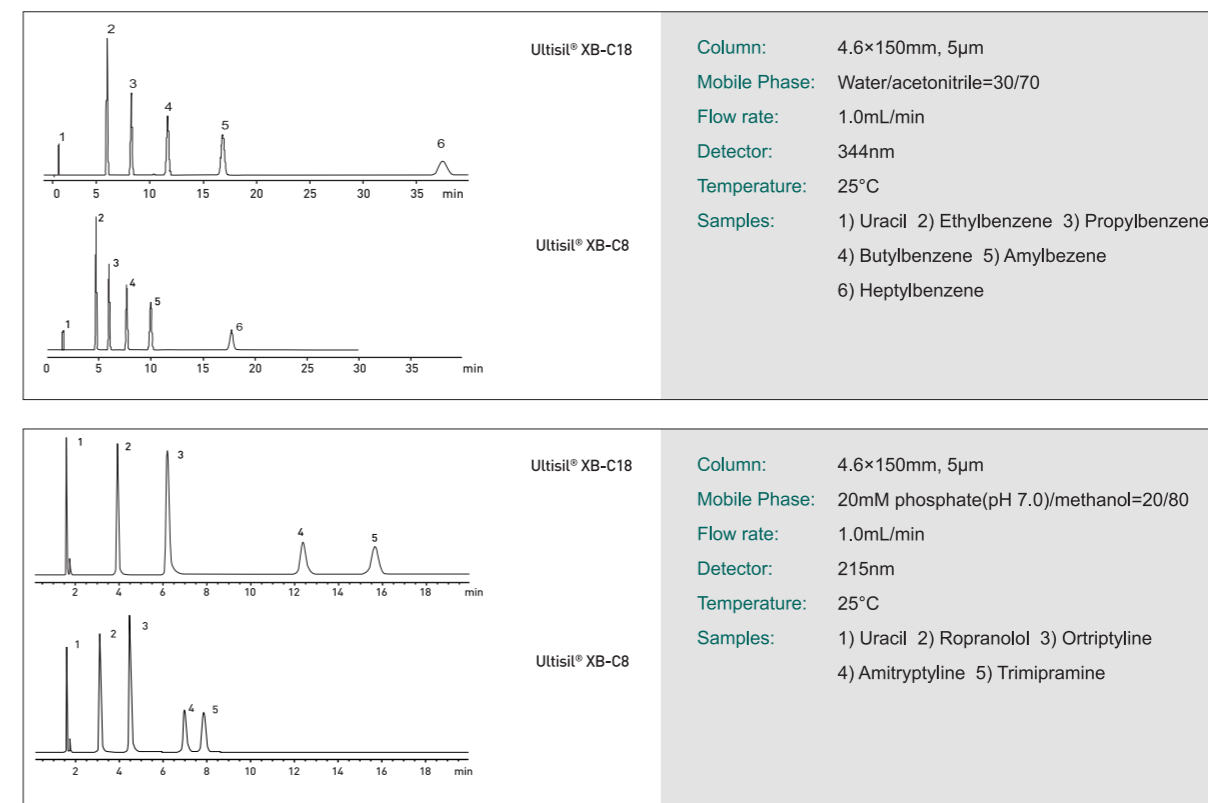 2
3
4
1
5
6
Ultisil® XB-C18
0 5 10 15 20 25 30 35 min
2
3
4
5
1
6
Ultisil® XB-C8
0 5 10 15 20 25 30 35 min
Column: 4.6×150mm, 5μm
Mobile Phase: Water/acetonitrile=30/70
Flow rate: 1.0mL/min
Detector: 344nm
Temperature: 25°C
Samples: 1) Uracil 2) Ethylbenzene 3) Propylbenzene
4) Butylbenzene 5) Amylbezene
6) Heptylbenzene
1
2
3
4
5
Ultisil® XB-C18
2 4 6 8 10 12 14 16 18 min
1
2
3
4
5
Ultisil® XB-C8
2 4 6 8 10 12 14 16 18 min
Column: 4.6×150mm, 5μm
Mobile Phase: 20mM phosphate(pH 7.0)/methanol=20/80
Flow rate: 1.0mL/min
Detector: 215nm
Temperature: 25°C
Samples: 1) Uracil 2) Ropranolol 3) Ortriptyline
4) Amitryptyline 5) Trimipramine